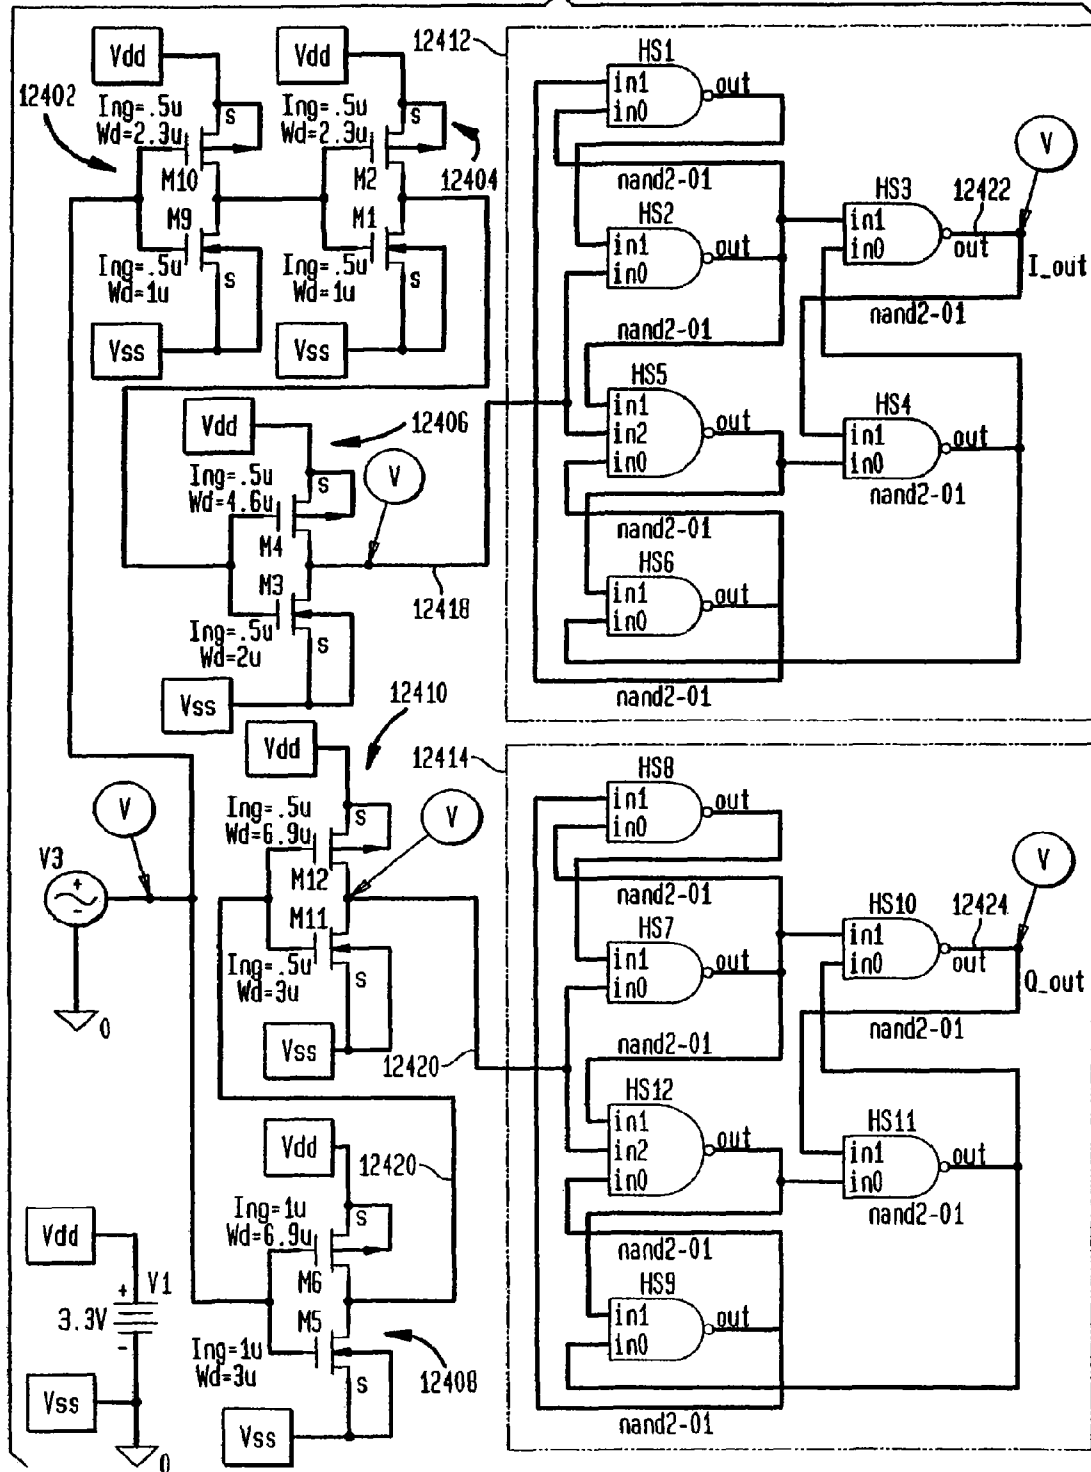 Vdd
Vdd
12402
Ing=.5u
Wd=2.3u
S
M10
M9
Ing=.5u
Wd=1u
S
Vss
Ing=.5u
Wd=2.3u
S
12404
M2
M1
Ing=.5u
Wd=1u
S
Vss
Vdd
12406
Ing=.5u
Wd=4.6u
S
V
M4
M3
12418
Ing=.5u
Wd=2u
S
Vss
12410
Vdd
Ing=.5u
Wd=6.9u
S
V
M12
M11
Ing=.5u
Wd=3u
S
Vss
12420
V
V3
+
-
0
Vdd
12420
Ing=1u
Wd=6.9u
S
M6
M5
Ing=1u
Wd=3u
S
12408
Vss
Vdd
+
V1
3.3V
-
Vss
0
12412
HS1
in1
in0
out
nand2-01
HS2
in1
in0
out
nand2-01
HS5
in1
in2
in0
out
nand2-01
HS6
in1
in0
out
nand2-01
HS3
in1
in0
12422
out
V
I_out
nand2-01
HS4
in1
in0
out
nand2-01
12414
HS8
in1
in0
out
nand2-01
HS7
in1
in0
out
nand2-01
HS12
in1
in2
in0
out
nand2-01
HS9
in1
in0
out
nand2-01
HS10
in1
in0
12424
out
V
Q_out
nand2-01
HS11
in1
in0
out
nand2-01